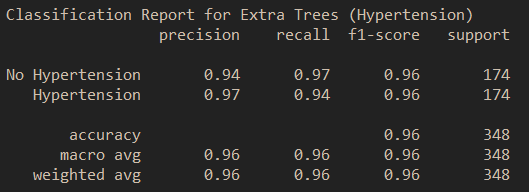 Classification Report for Extra Trees (Hypertension)
precision recall f1-score support
No Hypertension 0.94 0.97 0.96 174
Hypertension 0.97 0.94 0.96 174
accuracy 0.96 348
macro avg 0.96 0.96 0.96 348
weighted avg 0.96 0.96 0.96 348